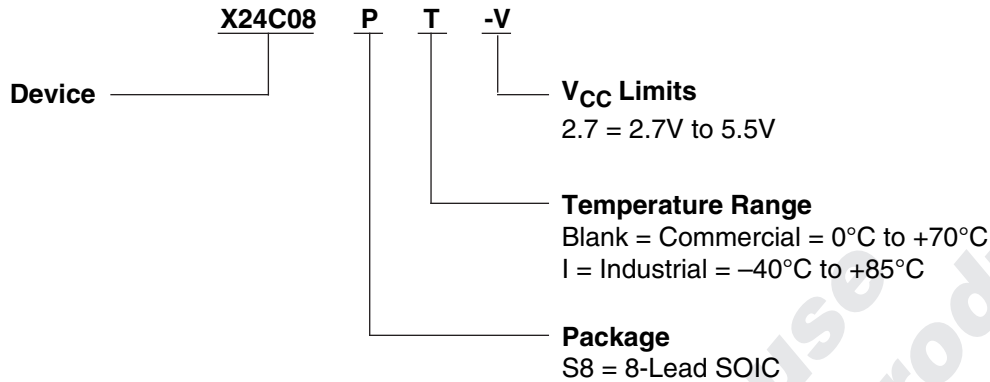 X24C08 P T -V
Device
VCC Limits
2.7 = 2.7V to 5.5V
Temperature Range
Blank = Commercial = 0°C to +70°C
I = Industrial = –40°C to +85°C
Package
S8 = 8-Lead SOIC